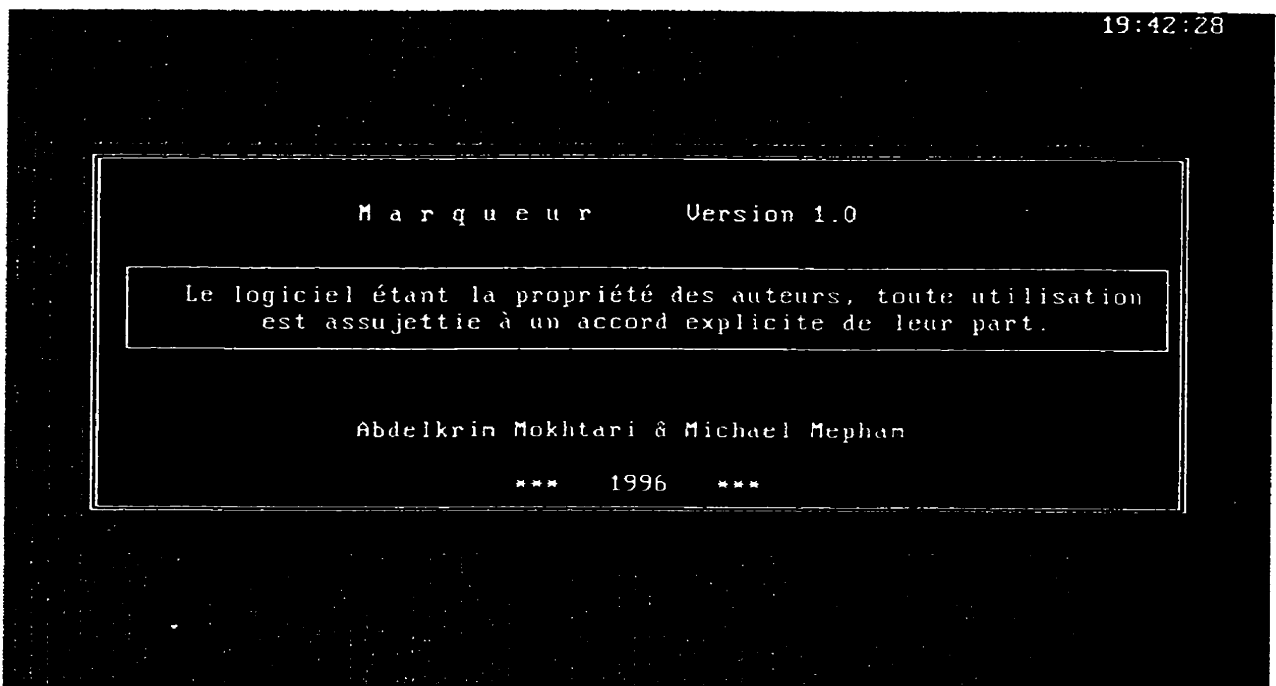 19:42:28
M a r q u e u r Version 1.0
Le logiciel étant la propriété des auteurs, toute utilisation
est assujettie à un accord explicite de leur part.
Abdelkrim Mokhtari & Michael Mepham
*** 1996 ***